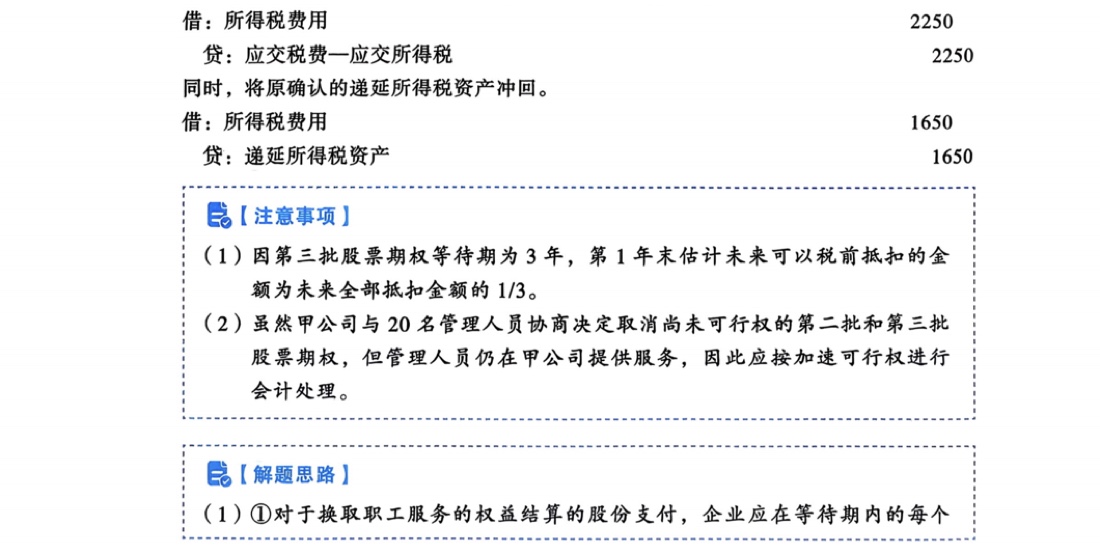 借：所得税费用 2250
贷：应交税费—应交所得税 2250
同时，将原确认的递延所得税资产冲回。
借：所得税费用 1650
贷：递延所得税资产 1650
【注意事项】
（1）因第三批股票期权等待期为 3 年，第 1 年末估计未来可以税前抵扣的金
额为未来全部抵扣金额的 1/3。
（2）虽然甲公司与 20 名管理人员协商决定取消尚未可行权的第二批和第三批
股票期权，但管理人员仍在甲公司提供服务，因此应按加速可行权进行
会计处理。
【解题思路】
（1）①对于换取职工服务的权益结算的股份支付，企业应在等待期内的每个